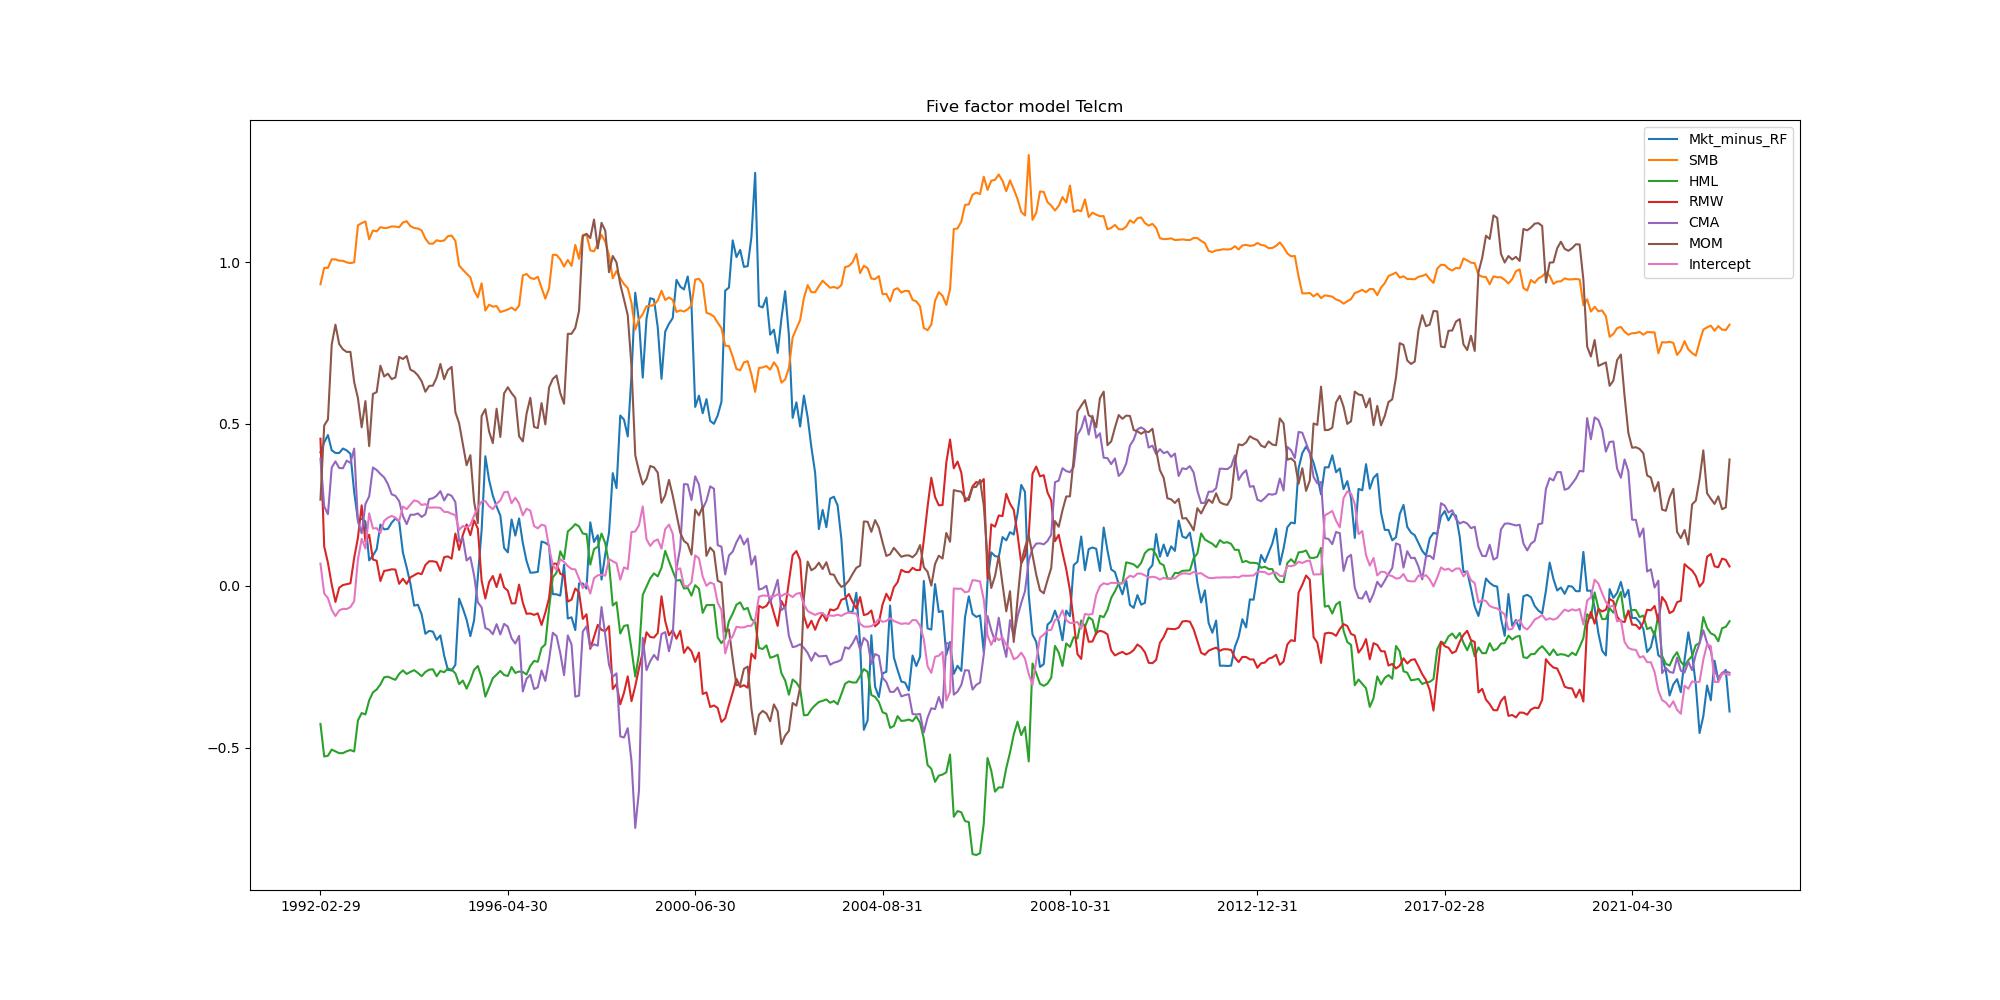 Five factor model Telcm
Mkt_minus_RF
SMB
HML
RMW
CMA
MOM
Intercept
1.0
0.5
0.0
−0.5
1992-02-29
1996-04-30
2000-06-30
2004-08-31
2008-10-31
2012-12-31
2017-02-28
2021-04-30